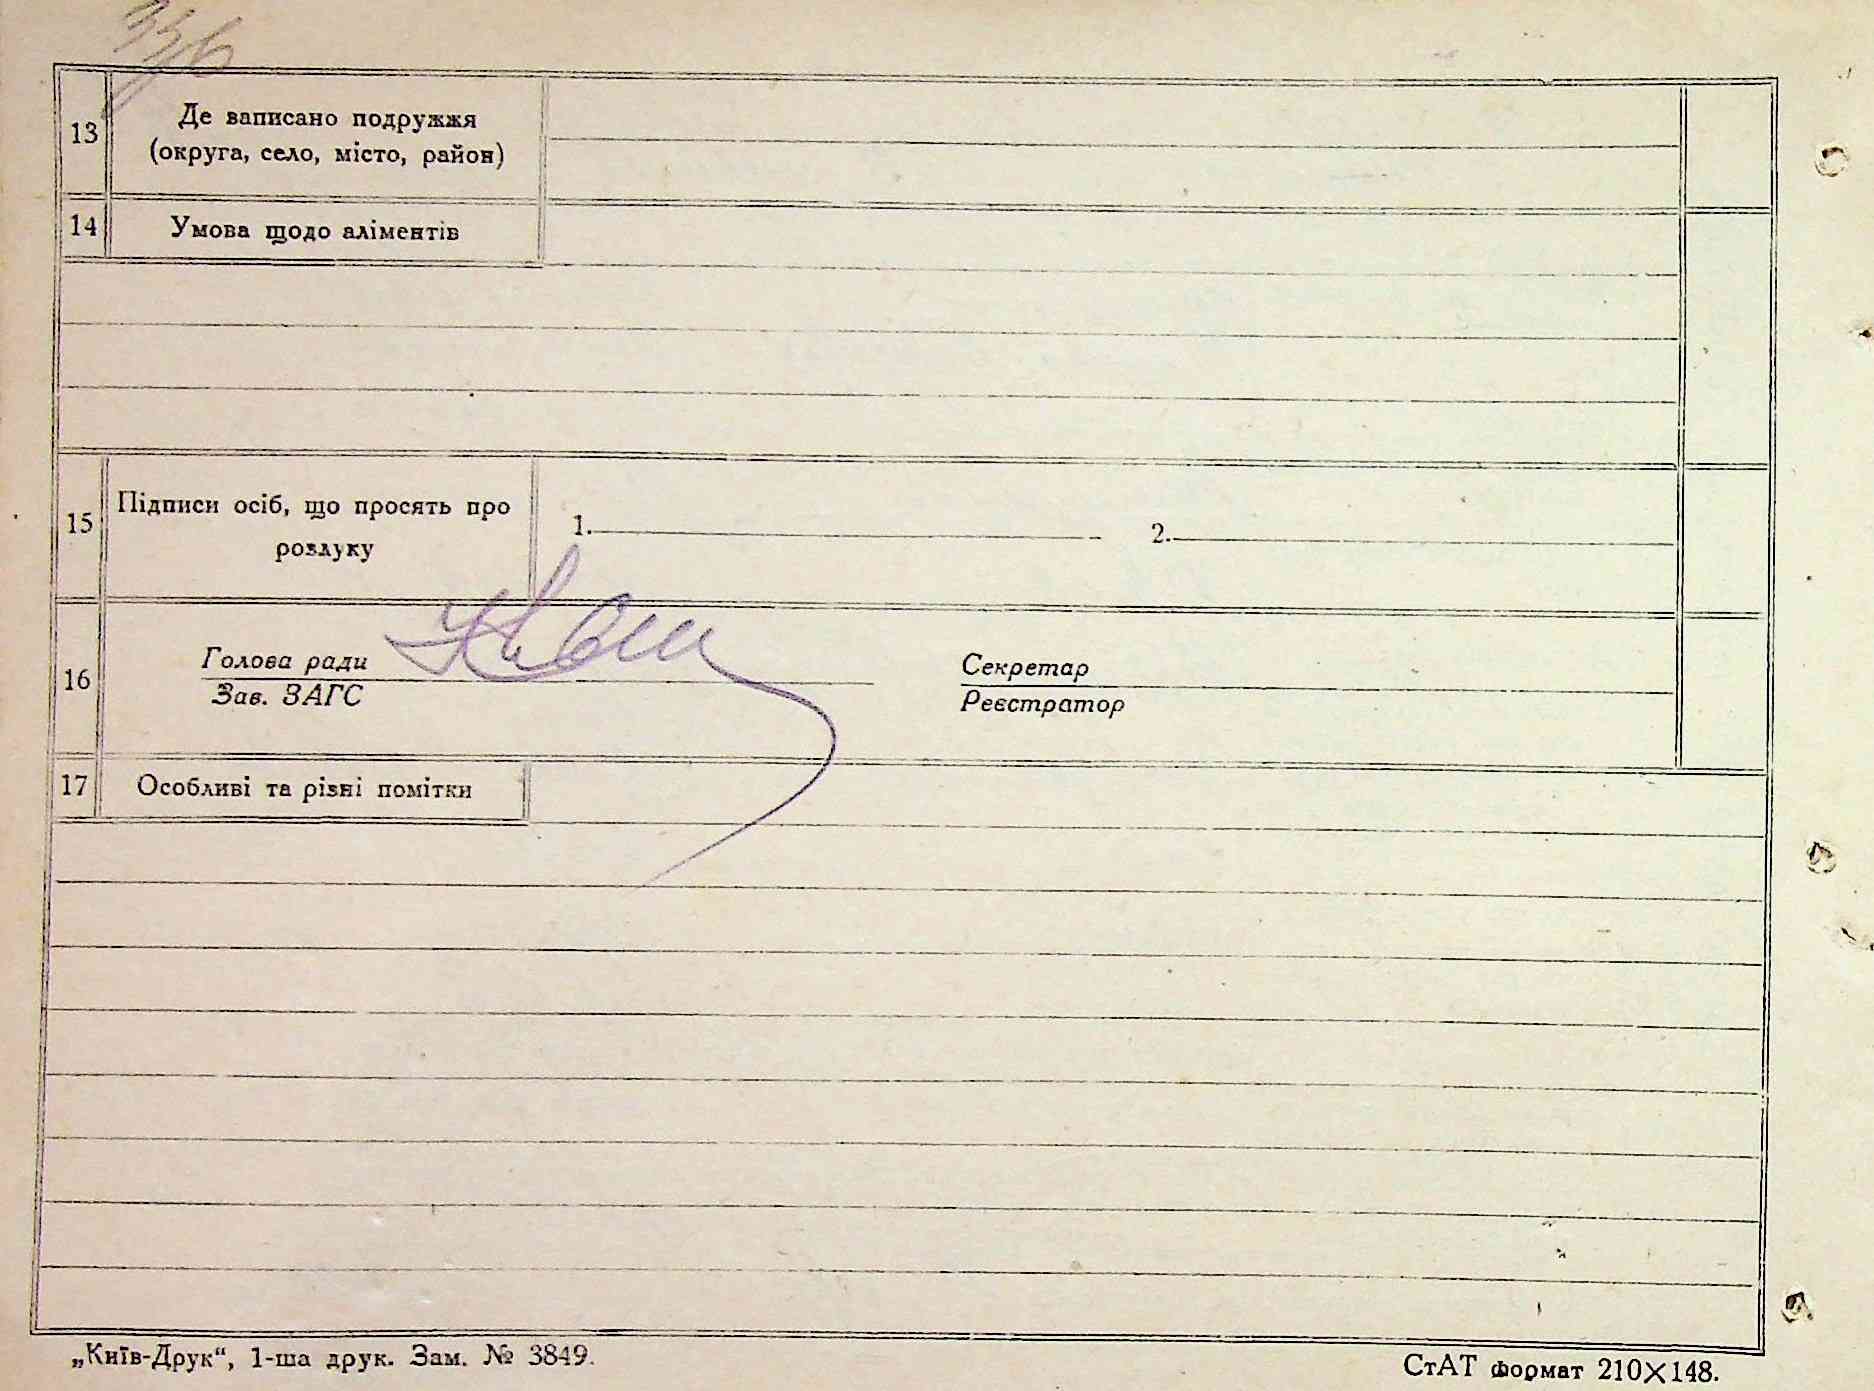 13 Де записано подружжя
(округа, село, місто, район)
14 Умова щодо аліментів
15 Підписи осіб, що просять про
розлуку
1. 2.
16 Голова ради
Зав. ЗАГС
Секретар
Реєстратор
17 Особливі та різні помітки
„Київ-Друк“, 1-ша друк. Зам. № 3849.
СтАТ формат 210×148.